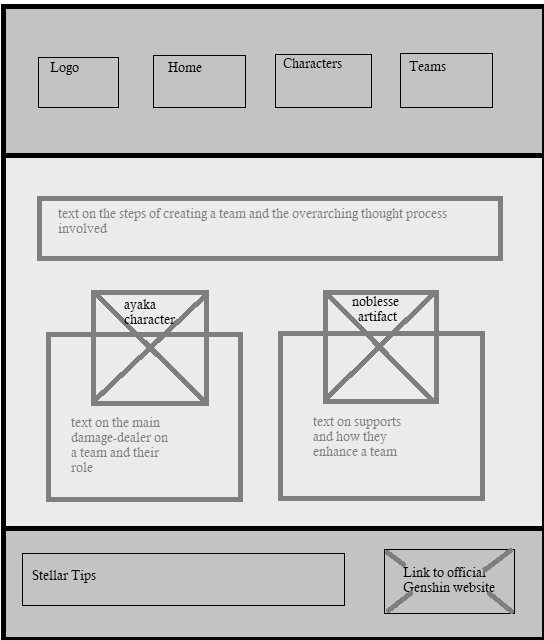 Logo
Home
Characters
Teams
text on the steps of creating a team and the overarching thought process
involved
ayaka
character
noblesse
artifact
text on the main
damage-dealer on
a team and their
role
text on supports
and how they
enhance a team
Stellar Tips
Link to official
Genshin website